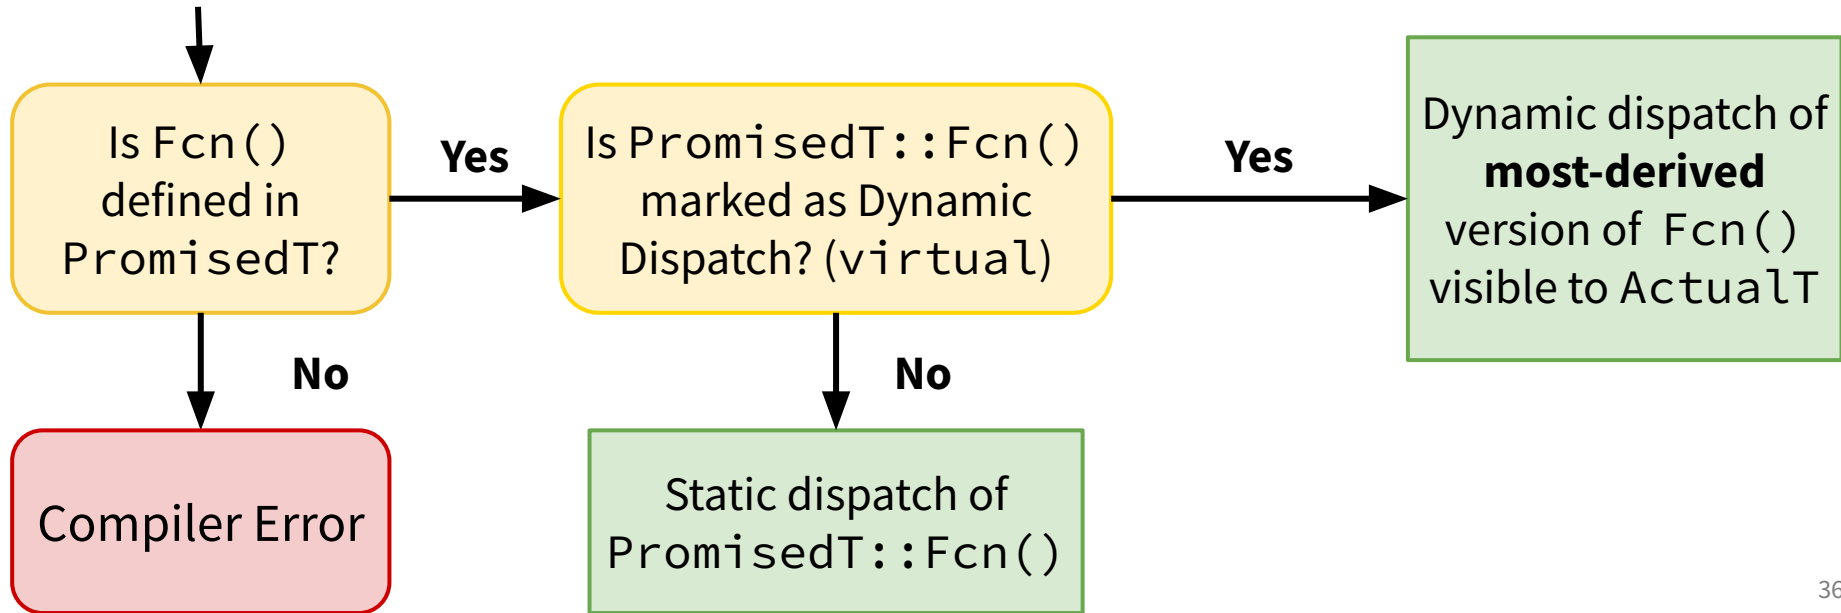 Is Fcn()
defined in
PromisedT?
Yes
Is PromisedT::Fcn()
marked as Dynamic
Dispatch? (virtual)
Yes
Dynamic dispatch of
most-derived
version of Fcn()
visible to ActualT
No
No
Compiler Error
Static dispatch of
PromisedT::Fcn()
36